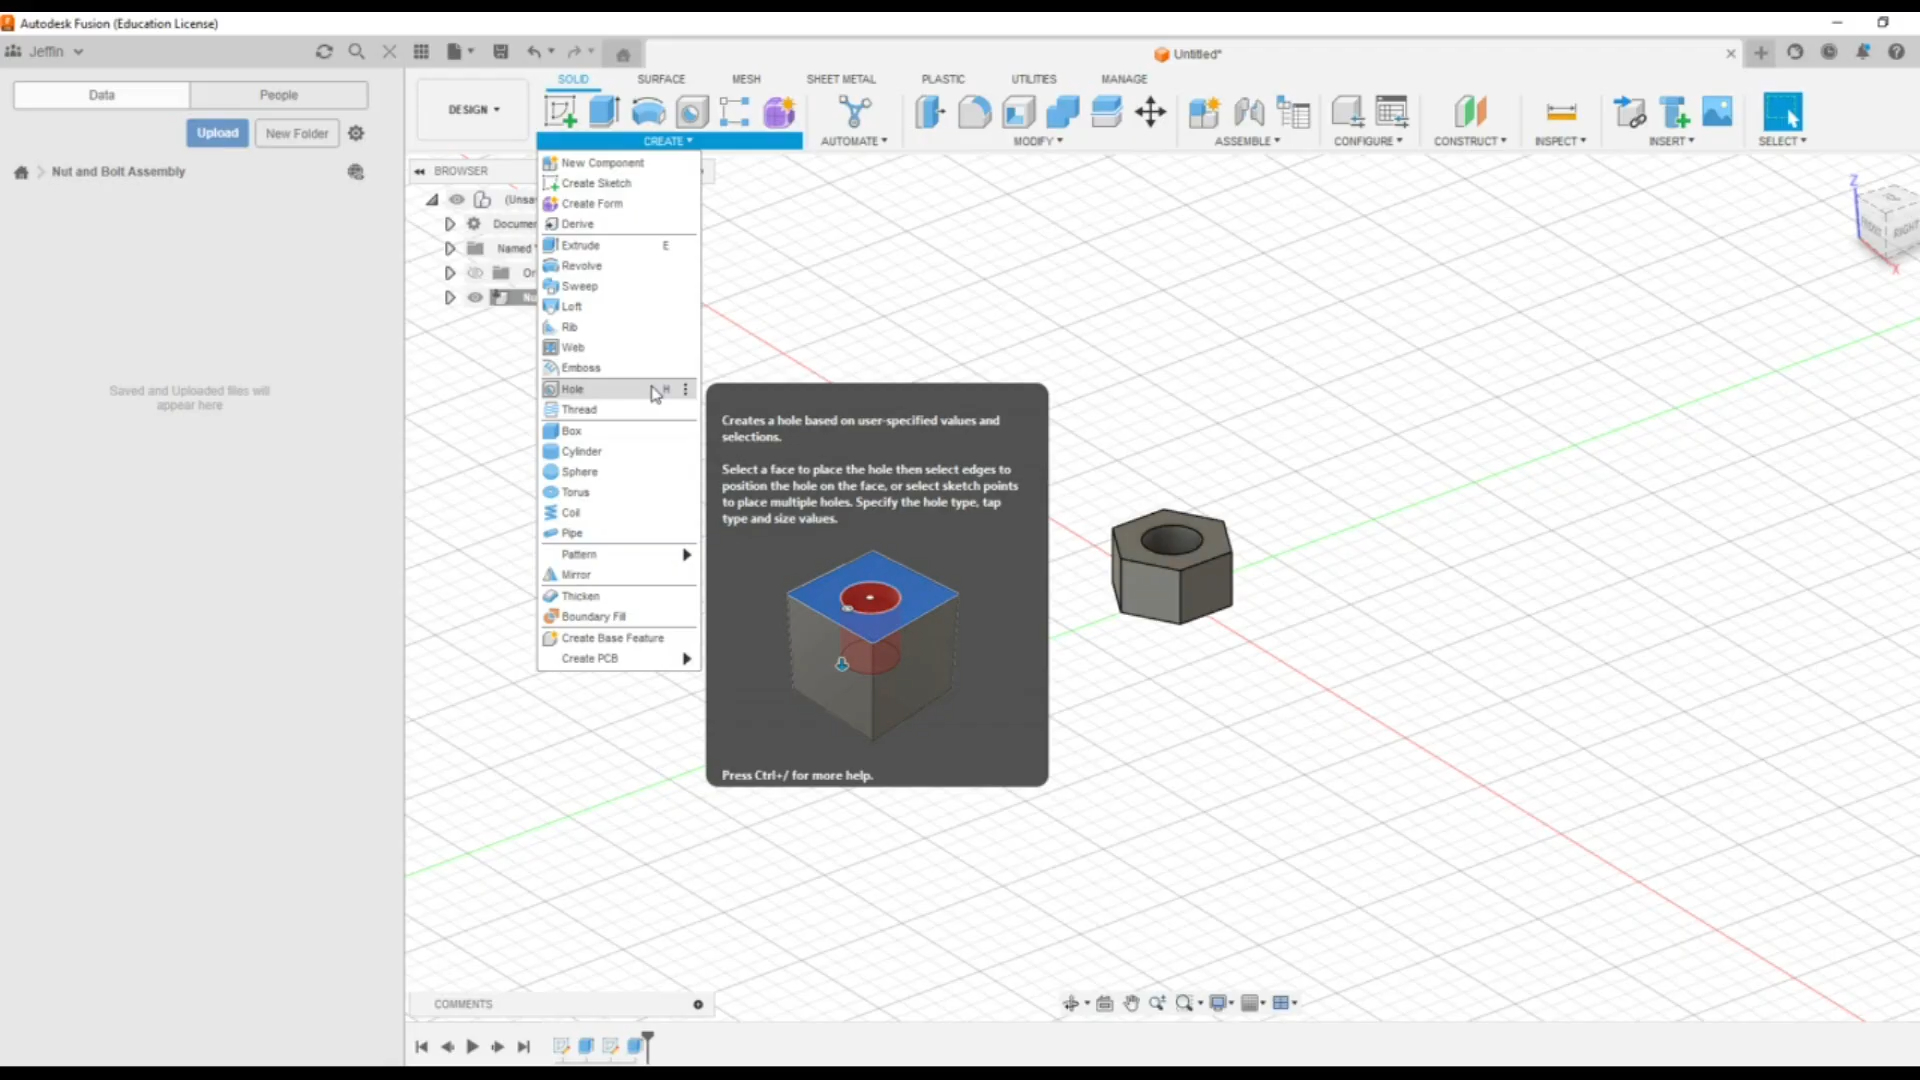 Autodesk Fusion (Education License)
Jeffin
Untitled*
Data
People
Upload
New Folder
Nut and Bolt Assembly
Saved and Uploaded files will
appear here
DESIGN
SOLID
SURFACE
MESH
SHEET METAL
PLASTIC
UTILITIES
MANAGE
CREATE
AUTOMATE
MODIFY
ASSEMBLE
CONFIGURE
CONSTRUCT
INSPECT
INSERT
SELECT
BROWSER
(Unsa
Docume
Named
Or
Nu
New Component
Create Sketch
Create Form
Derive
Extrude E
Revolve
Sweep
Loft
Rib
Web
Emboss
Hole H
Thread
Box
Cylinder
Sphere
Torus
Coil
Pipe
Pattern
Mirror
Thicken
Boundary Fill
Create Base Feature
Create PCB
Creates a hole based on user-specified values and
selections.
Select a face to place the hole then select edges to
position the hole on the face, or select sketch points
to place multiple holes. Specify the hole type, tap
type and size values.
Press Ctrl+/ for more help.
Z
RIGHT
X
COMMENTS